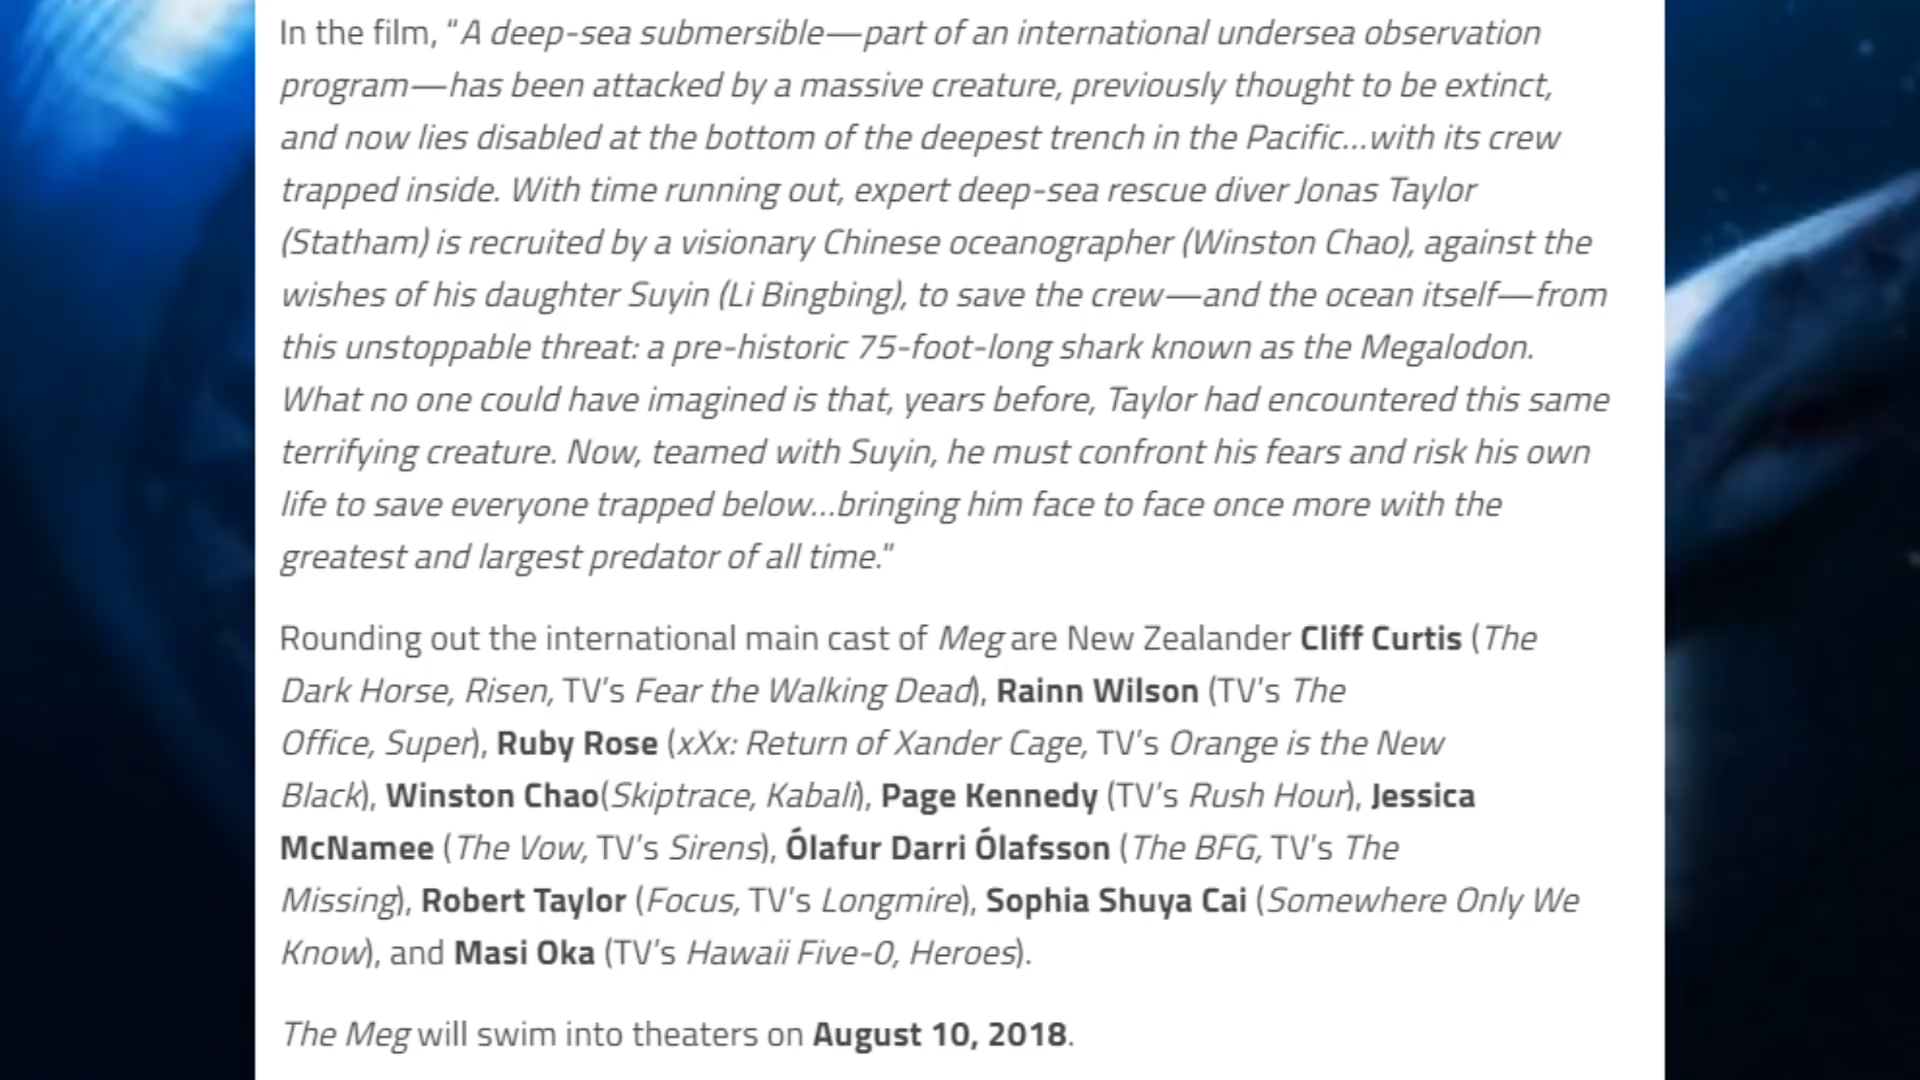 In the film, “A deep-sea submersible—part of an international undersea observation
program—has been attacked by a massive creature, previously thought to be extinct,
and now lies disabled at the bottom of the deepest trench in the Pacific…with its crew
trapped inside. With time running out, expert deep-sea rescue diver Jonas Taylor
(Statham) is recruited by a visionary Chinese oceanographer (Winston Chao), against the
wishes of his daughter Suyin (Li Bingbing), to save the crew—and the ocean itself—from
this unstoppable threat: a pre-historic 75-foot-long shark known as the Megalodon.
What no one could have imagined is that, years before, Taylor had encountered this same
terrifying creature. Now, teamed with Suyin, he must confront his fears and risk his own
life to save everyone trapped below…bringing him face to face once more with the
greatest and largest predator of all time."
Rounding out the international main cast of Meg are New Zealander Cliff Curtis (The
Dark Horse, Risen, TV’s Fear the Walking Dead), Rainn Wilson (TV’s The
Office, Super), Ruby Rose (xXx: Return of Xander Cage, TV’s Orange is the New
Black), Winston Chao(Skiptrace, Kabali), Page Kennedy (TV’s Rush Hour), Jessica
McNamee (The Vow, TV’s Sirens), Ólafur Darri Ólafsson (The BFG, TV’s The
Missing), Robert Taylor (Focus, TV’s Longmire), Sophia Shuya Cai (Somewhere Only We
Know), and Masi Oka (TV’s Hawaii Five-0, Heroes).
The Meg will swim into theaters on August 10, 2018.